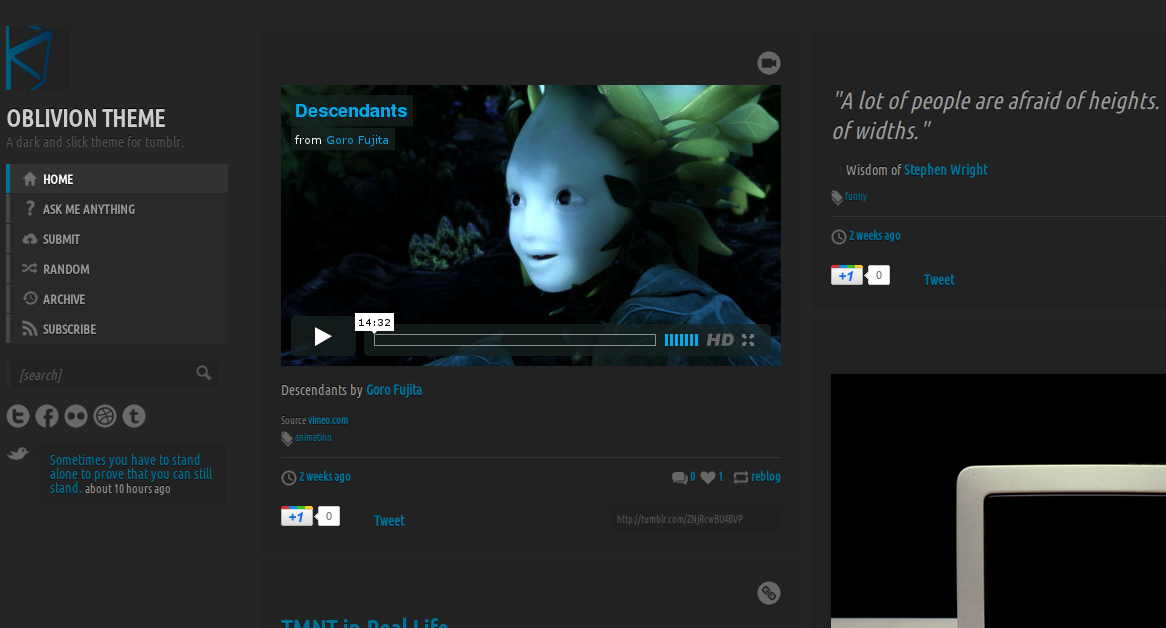 OBLIVION THEME
A dark and slick theme for tumblr.
HOME
ASK ME ANYTHING
SUBMIT
RANDOM
ARCHIVE
SUBSCRIBE
[search]
Sometimes you have to stand
alone to prove that you can still
stand. about 10 hours ago
Descendants
from Goro Fujita
14:32
HD
Descendants by Goro Fujita
Source vimeo.com
animation
2 weeks ago
0 1 reblog
+1 0 Tweet
http://tumblr.com/ZNjRcwBU4BVP
TMNT in Real Life
"A lot of people are afraid of heights.
of widths."
Wisdom of Stephen Wright
funny
2 weeks ago
+1 0 Tweet